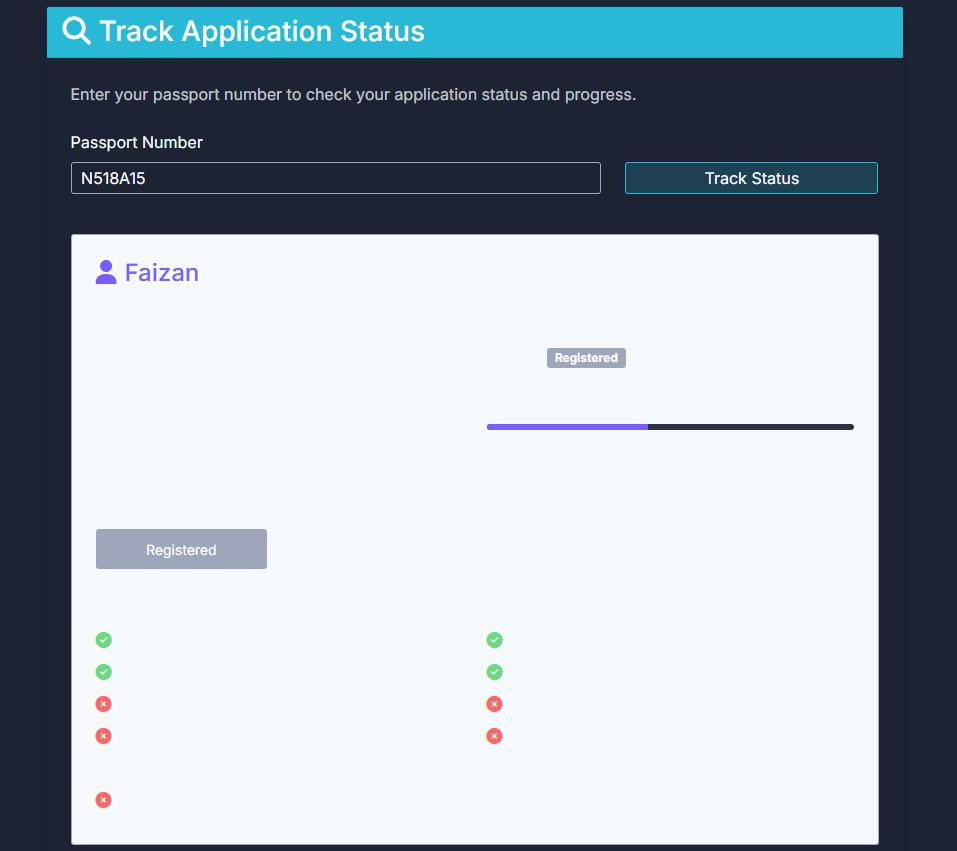 Track Application Status
Enter your passport number to check your application status and progress.
Passport Number
N518A15
Track Status
Faizan
Registered
Registered